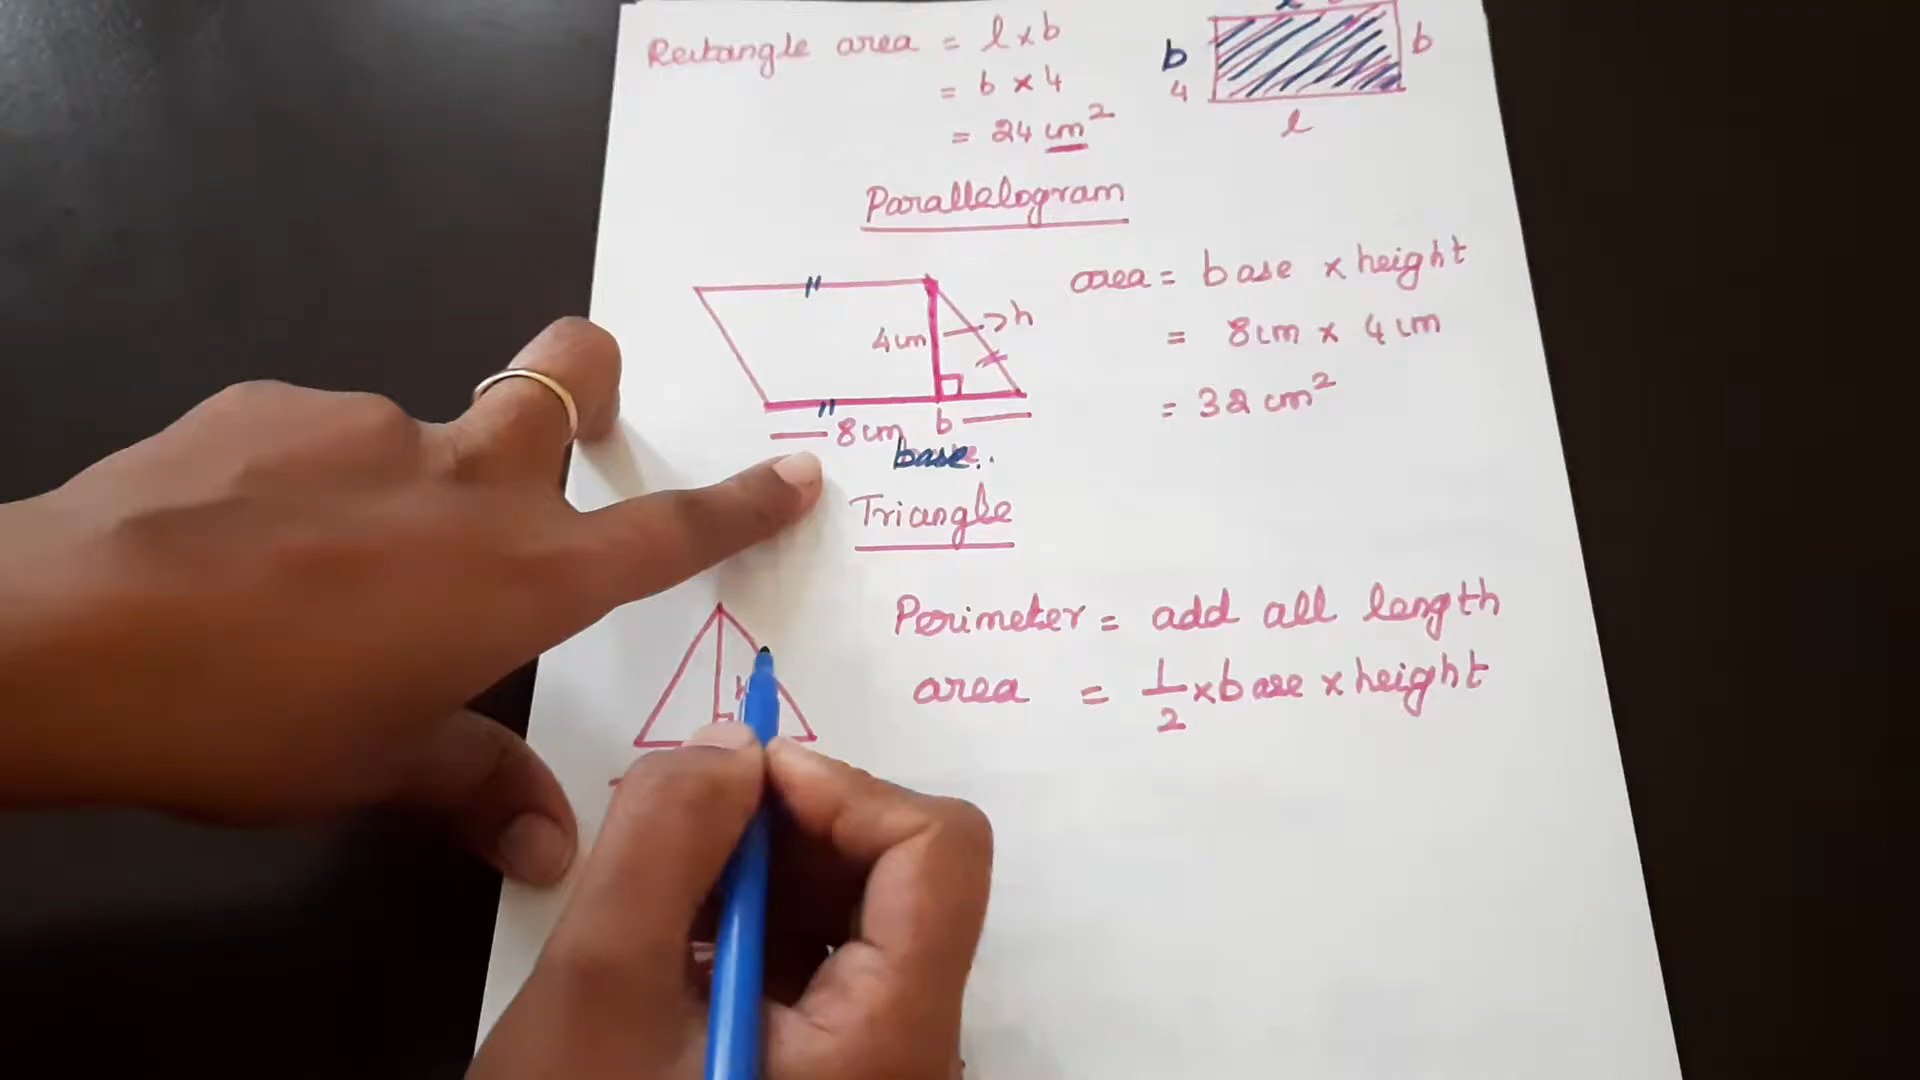 Rectangle area = l x b
= 6 x 4
= 24 cm²
b
4
b
l
Parallelogram
4cm
h
8cm b
base..
area = base x height
= 8cm x 4cm
= 32 cm²
Triangle
h
Perimeter = add all length
area = 1/2 x base x height